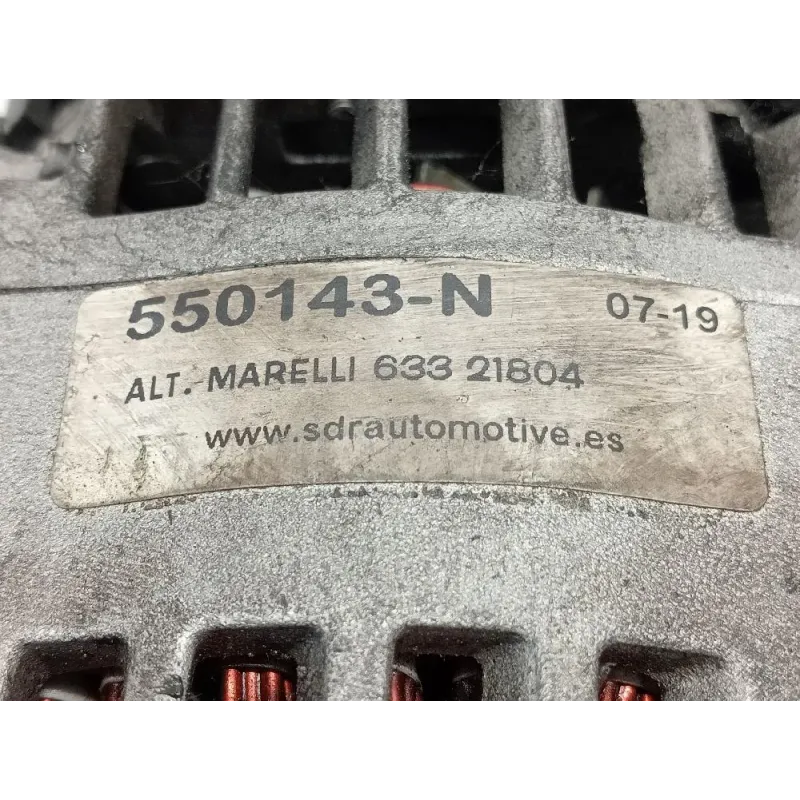 550143-N 07-19
ALT.-MARELLI 633 21804
www.sdrautomotive.es